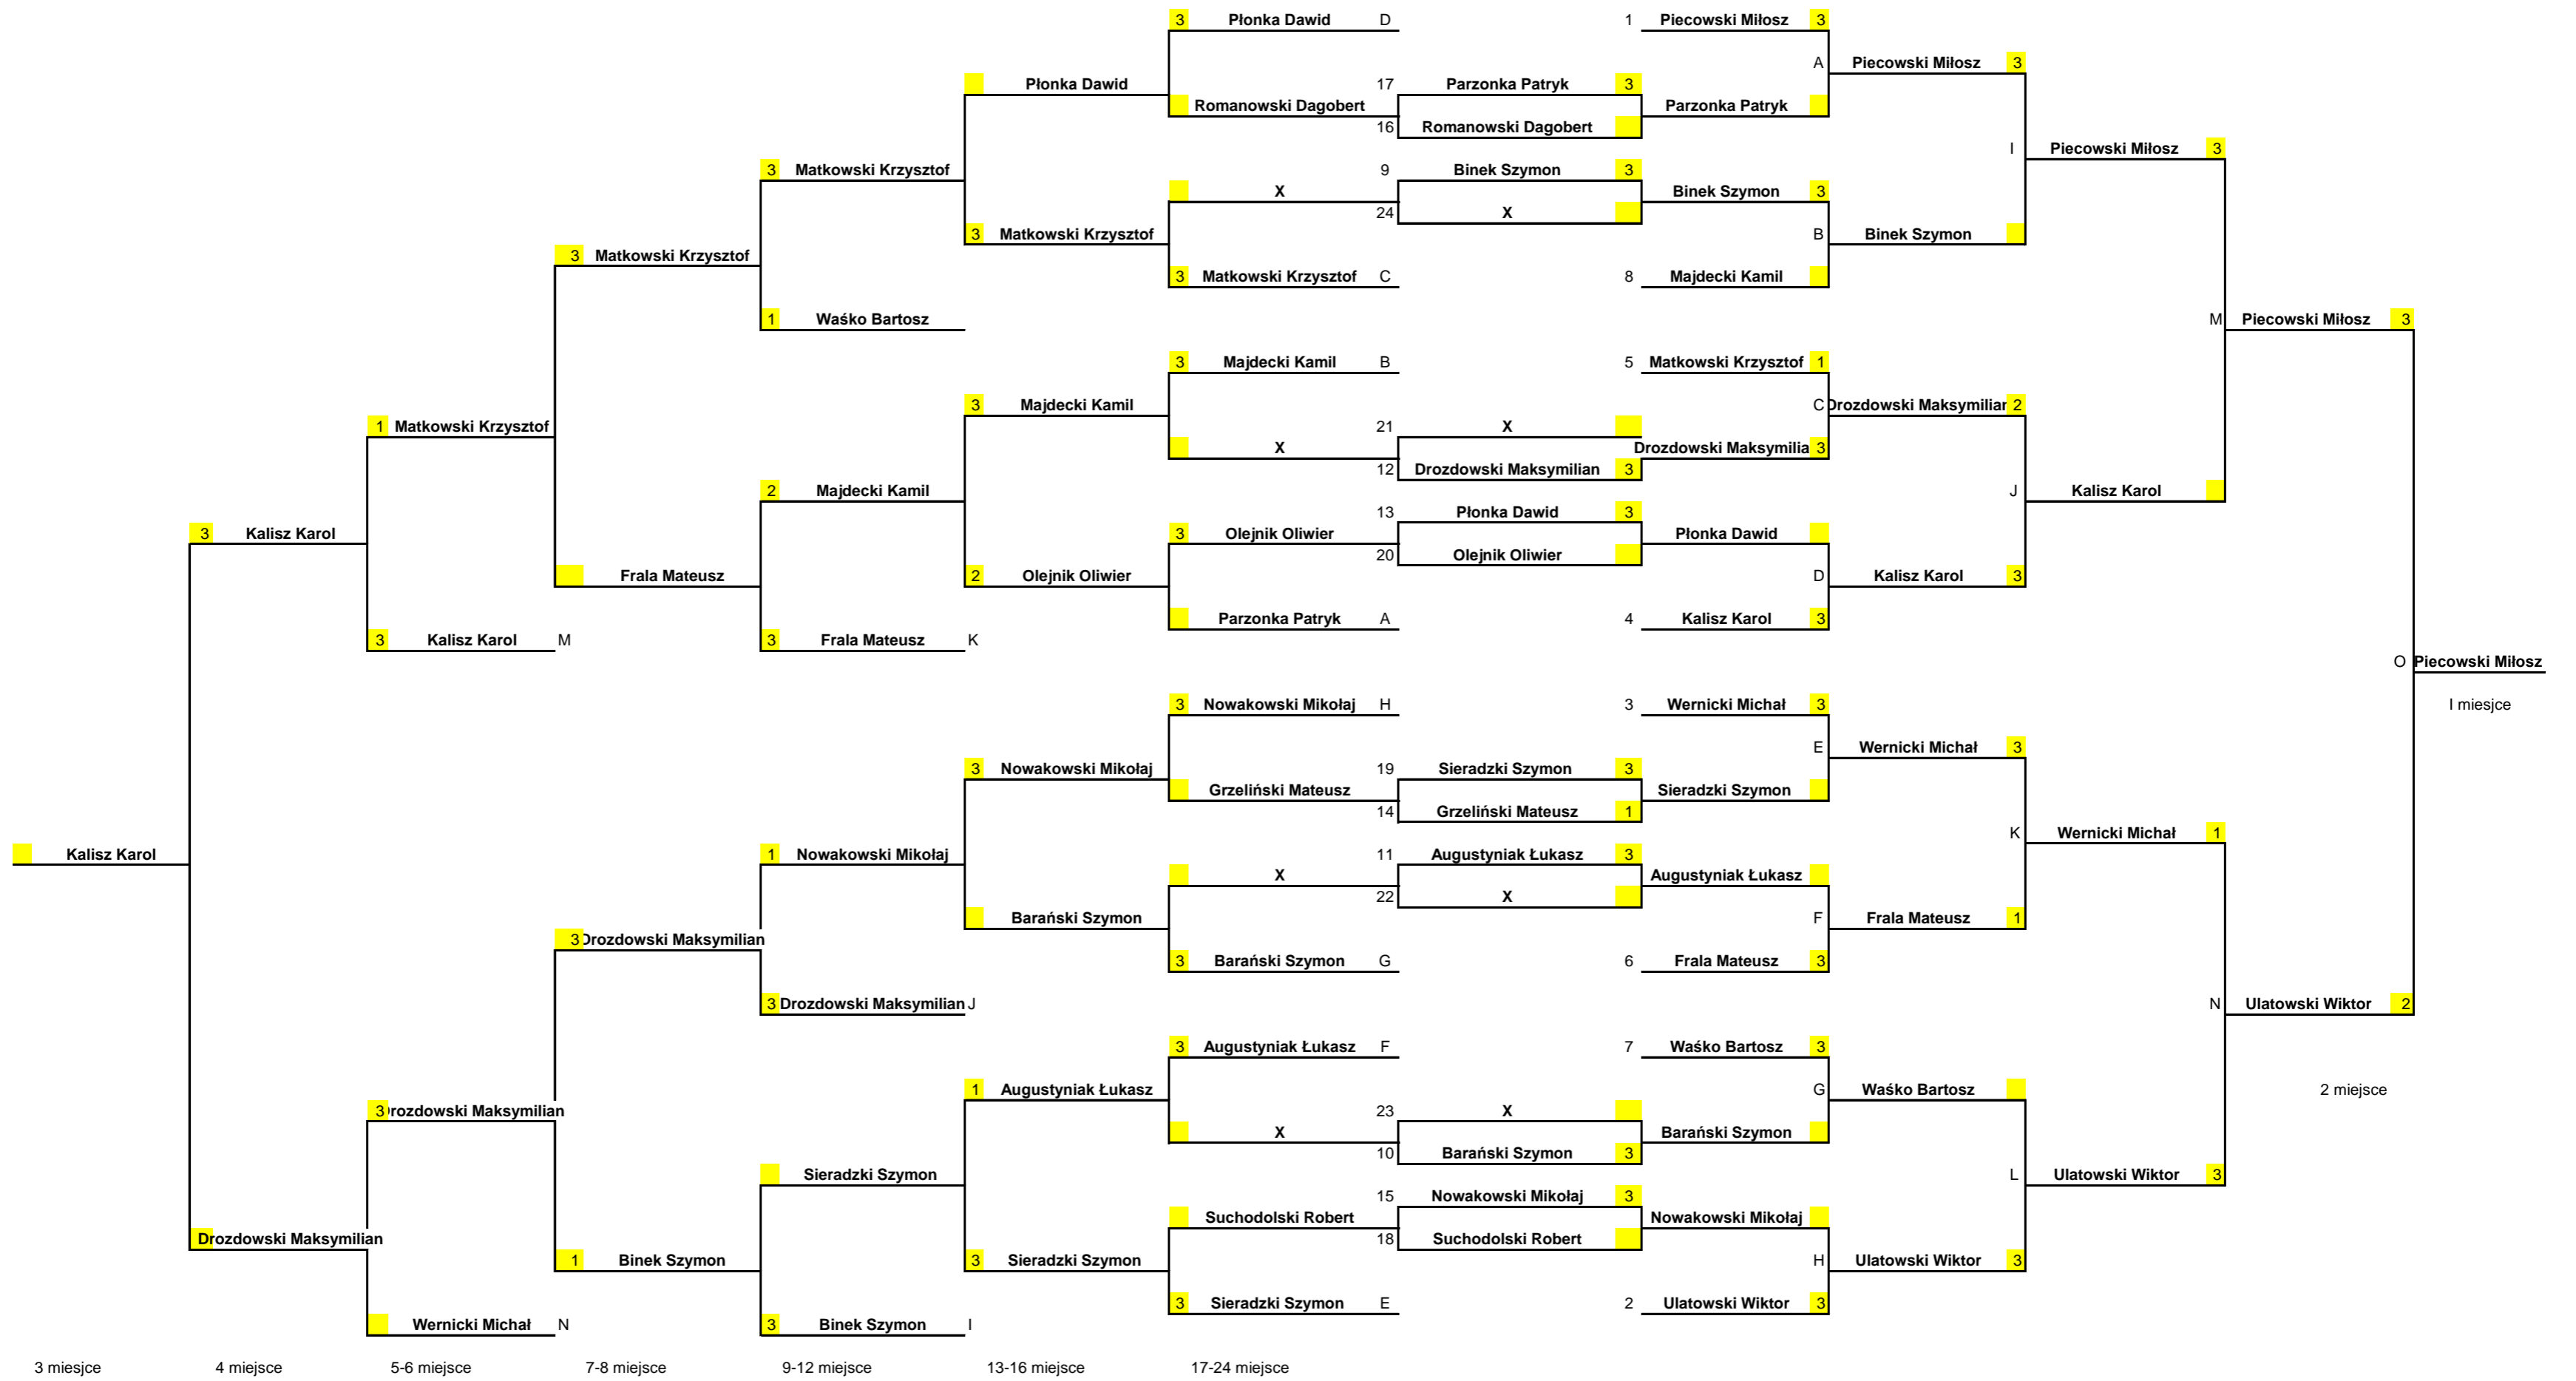 3 Płonka Dawid D 1 Piecowski Miłosz 3
A Piecowski Miłosz 3
Płonka Dawid 17 Parzonka Patryk 3
Romanowski Dagobert Parzonka Patryk
16 Romanowski Dagobert
I Piecowski Miłosz 3
3 Matkowski Krzysztof 9 Binek Szymon 3
X Binek Szymon 3
24 X
3 Matkowski Krzysztof B Binek Szymon
3 Matkowski Krzysztof
3 Matkowski Krzysztof C 8 Majdecki Kamil
1 Waśko Bartosz M Piecowski Miłosz 3
3 Majdecki Kamil B 5 Matkowski Krzysztof 1
3 Majdecki Kamil C Drozdowski Maksymilian 2
1 Matkowski Krzysztof 21 X
X Drozdowski Maksymilia 3
12 Drozdowski Maksymilian 3
2 Majdecki Kamil J Kalisz Karol
13 Płonka Dawid 3
3 Kalisz Karol 3 Olejnik Oliwier Płonka Dawid
20 Olejnik Oliwier
Frala Mateusz 2 Olejnik Oliwier D Kalisz Karol 3
Parzonka Patryk A 4 Kalisz Karol 3
3 Kalisz Karol M 3 Frala Mateusz K
O Piecowski Miłosz
3 Nowakowski Mikołaj H 3 Wernicki Michał 3 I miesjce
E Wernicki Michał 3
3 Nowakowski Mikołaj 19 Sieradzki Szymon 3
Grzeliński Mateusz Sieradzki Szymon
14 Grzeliński Mateusz 1
K Wernicki Michał 1
Kalisz Karol 1 Nowakowski Mikołaj 11 Augustyniak Łukasz 3
X Augustyniak Łukasz
22 X
Barański Szymon F Frala Mateusz 1
3 Drozdowski Maksymilian
3 Barański Szymon G 6 Frala Mateusz 3
3 Drozdowski Maksymilian J N Ulatowski Wiktor 2
3 Augustyniak Łukasz F 7 Waśko Bartosz 3
1 Augustyniak Łukasz G Waśko Bartosz 2 miejsce
3 rozdowski Maksymilian 23 X
X Barański Szymon
10 Barański Szymon 3
Sieradzki Szymon L Ulatowski Wiktor 3
15 Nowakowski Mikołaj 3
Suchodolski Robert Nowakowski Mikołaj
Drozdowski Maksymilian 18 Suchodolski Robert
1 Binek Szymon 3 Sieradzki Szymon H Ulatowski Wiktor 3
3 Sieradzki Szymon E 2 Ulatowski Wiktor 3
Wernicki Michał N 3 Binek Szymon I
3 miesjce 4 miejsce 5-6 miejsce 7-8 miejsce 9-12 miejsce 13-16 miejsce 17-24 miejsce